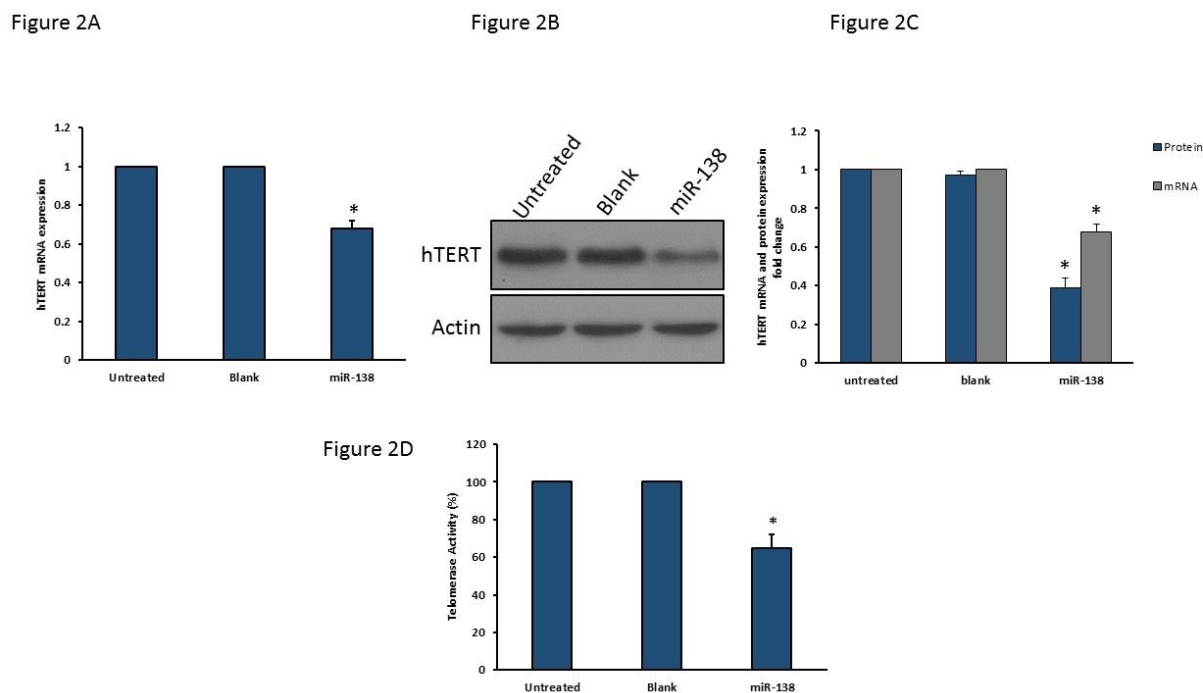 Figure 2A
Figure 2B
Figure 2C
hTERT mRNA expression
1.2
1
0.8
0.6
0.4
0.2
0
*
Untreated
Blank
miR-138
Untreated
Blank
miR-138
hTERT
Actin
hTERT mRNA and protein expression
fold change
1.2
1
0.8
0.6
0.4
0.2
0
*
*
untreated
blank
miR-138
Protein
mRNA
Figure 2D
Telomerase Activity (%)
120
100
80
60
40
20
0
*
Untreated
Blank
miR-138